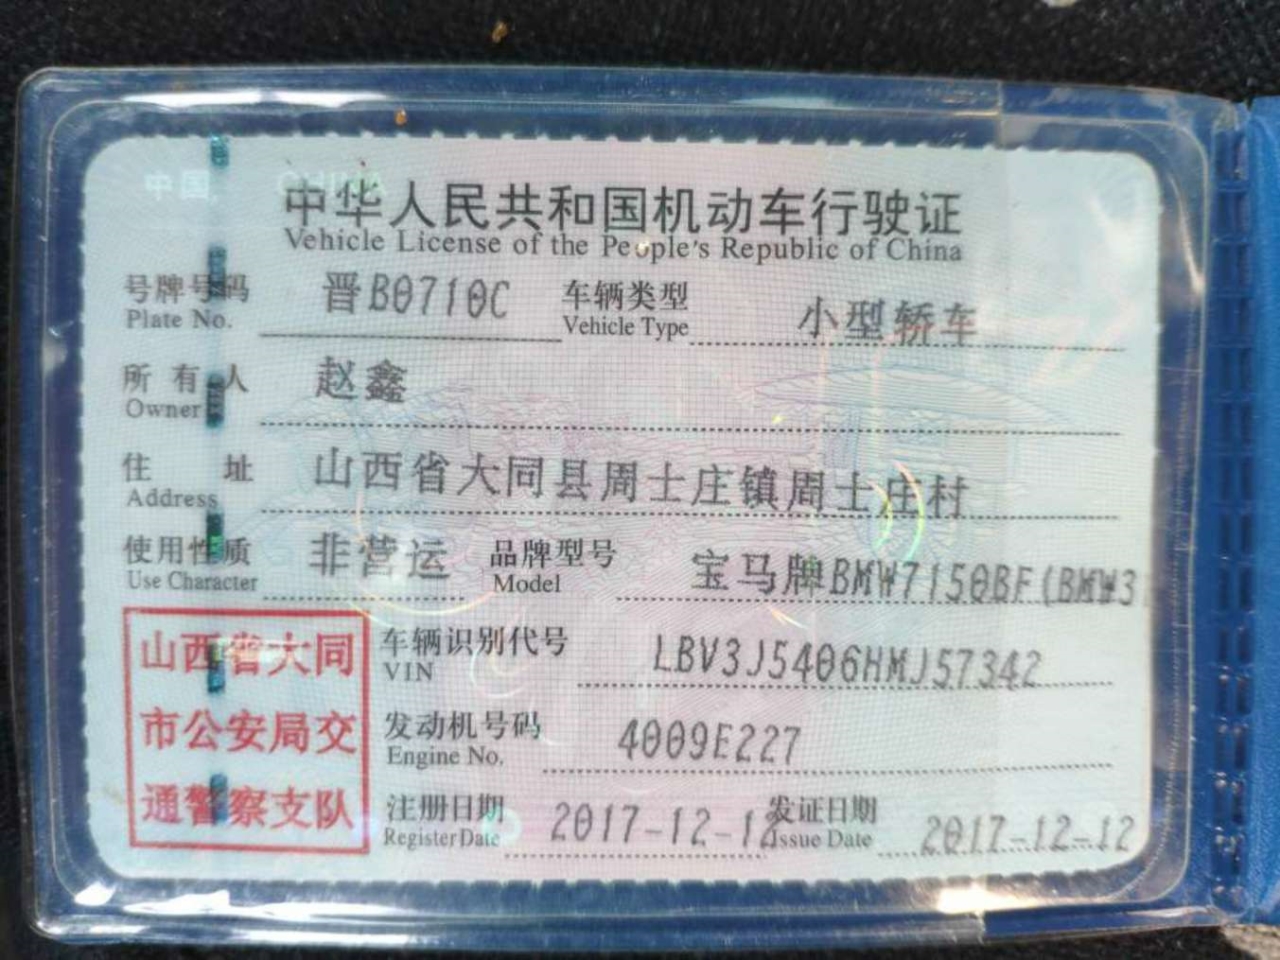 中国 CHINA
中华人民共和国机动车行驶证
Vehicle License of the People's Republic of China
号牌号码 晋B0710C 车辆类型 小型轿车
Plate No. Vehicle Type
所有人 赵鑫
Owner
住址 山西省大同县周士庄镇周士庄村
Address
使用性质 非营运 品牌型号 宝马牌BMW7150BF(BMW3
Use Character Model
山西省大同
市公安局交
通警察支队
车辆识别代号 LBV3J5406HMJ57342
VIN
发动机号码 4009E227
Engine No.
注册日期 2017-12-12 发证日期 2017-12-12
Register Date Issue Date